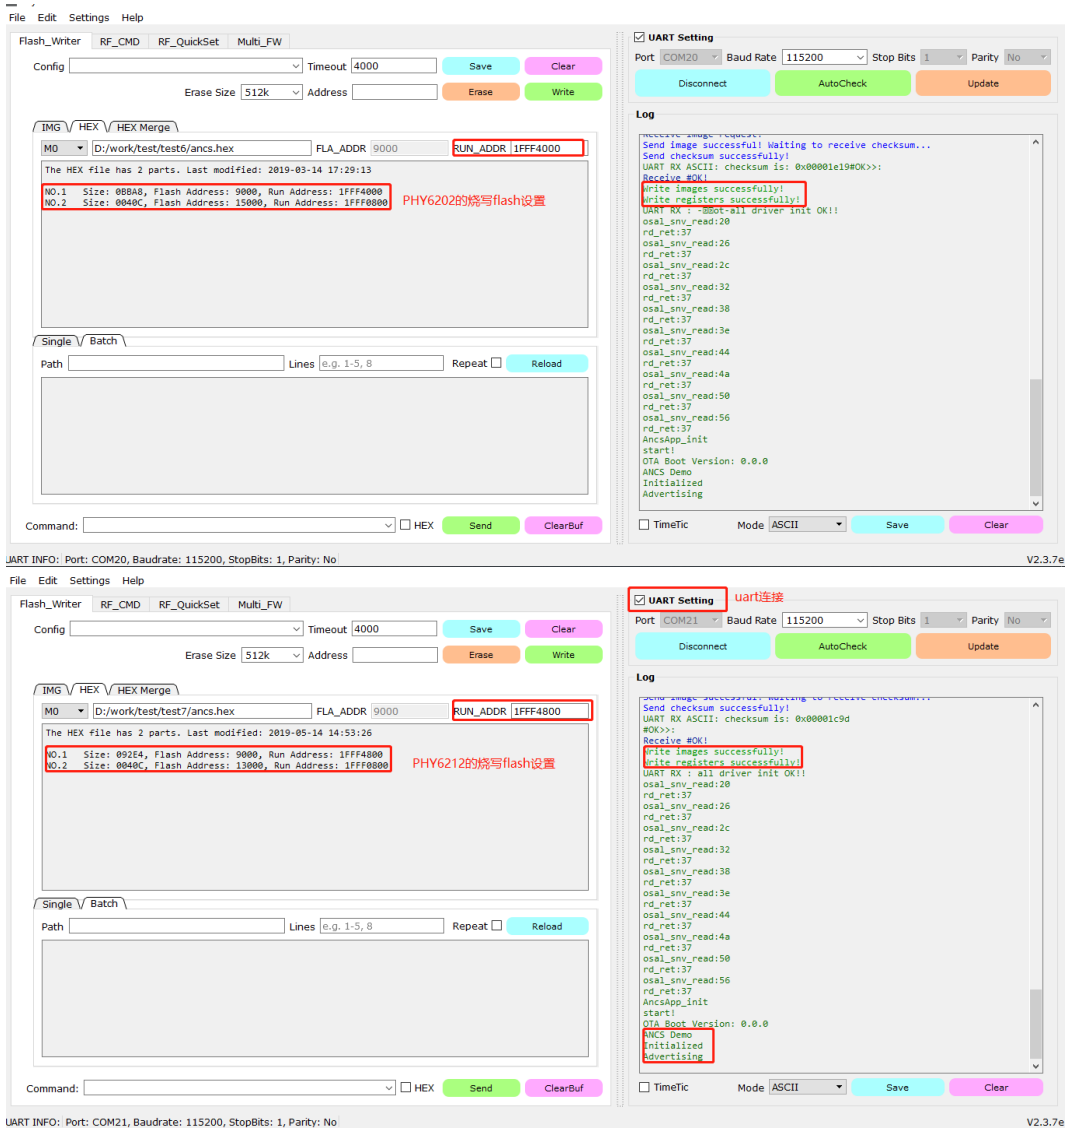 File Edit Settings Help
Flash_Writer RF_CMD RF_QuickSet Multi_FW
Config Timeout 4000 Save Clear
Erase Size 512k Address Erase Write
IMG HEX HEX Merge
M0 D:/work/test/test6/ancs.hex FLA_ADDR 9000 RUN_ADDR 1FFF4000
The HEX file has 2 parts. Last modified: 2019-03-14 17:29:13
NO.1 Size: 0BBA8, Flash Address: 9000, Run Address: 1FFF4000
NO.2 Size: 0040C, Flash Address: 15000, Run Address: 1FFF0800
PHY6202的烧写flash设置
Single Batch
Path Lines e.g. 1-5, 8 Repeat Reload
Command: HEX Send ClearBuf
UART INFO: Port: COM20, Baudrate: 115200, StopBits: 1, Parity: No
UART Setting
Port COM20 Baud Rate 115200 Stop Bits 1 Parity No
Disconnect AutoCheck Update
Log
Receive image request!
Send image successful! Waiting to receive checksum...
Send checksum successfully!
UART RX ASCII: checksum is: 0x00001e19#OK>>:
Receive #OK!
Write images successfully!
Write registers successfully!
ot-all driver init OK!!
osal_snv_read:20
rd_ret:37
osal_snv_read:26
rd_ret:37
osal_snv_read:2c
rd_ret:37
osal_snv_read:32
rd_ret:37
osal_snv_read:38
rd_ret:37
osal_snv_read:3e
rd_ret:37
osal_snv_read:44
rd_ret:37
osal_snv_read:4a
rd_ret:37
osal_snv_read:50
rd_ret:37
osal_snv_read:56
rd_ret:37
AncsApp_init
start!
OTA Boot Version: 0.0.0
ANCS Demo
Initialized
Advertising
TimeTic Mode ASCII Save Clear
V2.3.7e
File Edit Settings Help
Flash_Writer RF_CMD RF_QuickSet Multi_FW
Config Timeout 4000 Save Clear
Erase Size 512k Address Erase Write
IMG HEX HEX Merge
M0 D:/work/test/test7/ancs.hex FLA_ADDR 9000 RUN_ADDR 1FFF4800
The HEX file has 2 parts. Last modified: 2019-05-14 14:53:26
NO.1 Size: 092E4, Flash Address: 9000, Run Address: 1FFF4800
NO.2 Size: 0040C, Flash Address: 13000, Run Address: 1FFF0800
PHY6212的烧写flash设置
Single Batch
Path Lines e.g. 1-5, 8 Repeat Reload
Command: HEX Send ClearBuf
UART INFO: Port: COM21, Baudrate: 115200, StopBits: 1, Parity: No
UART Setting
uart连接
Port COM21 Baud Rate 115200 Stop Bits 1 Parity No
Disconnect AutoCheck Update
Log
Send image successful! Waiting to receive checksum...
Send checksum successfully!
UART RX ASCII: checksum is: 0x00001c9d
#OK>>:
Receive #OK!
Write images successfully!
Write registers successfully!
UART RX : all driver init OK!!
osal_snv_read:20
rd_ret:37
osal_snv_read:26
rd_ret:37
osal_snv_read:2c
rd_ret:37
osal_snv_read:32
rd_ret:37
osal_snv_read:38
rd_ret:37
osal_snv_read:3e
rd_ret:37
osal_snv_read:44
rd_ret:37
osal_snv_read:4a
rd_ret:37
osal_snv_read:50
rd_ret:37
osal_snv_read:56
rd_ret:37
AncsApp_init
start!
OTA Boot Version: 0.0.0
ANCS Demo
Initialized
Advertising
TimeTic Mode ASCII Save Clear
V2.3.7e